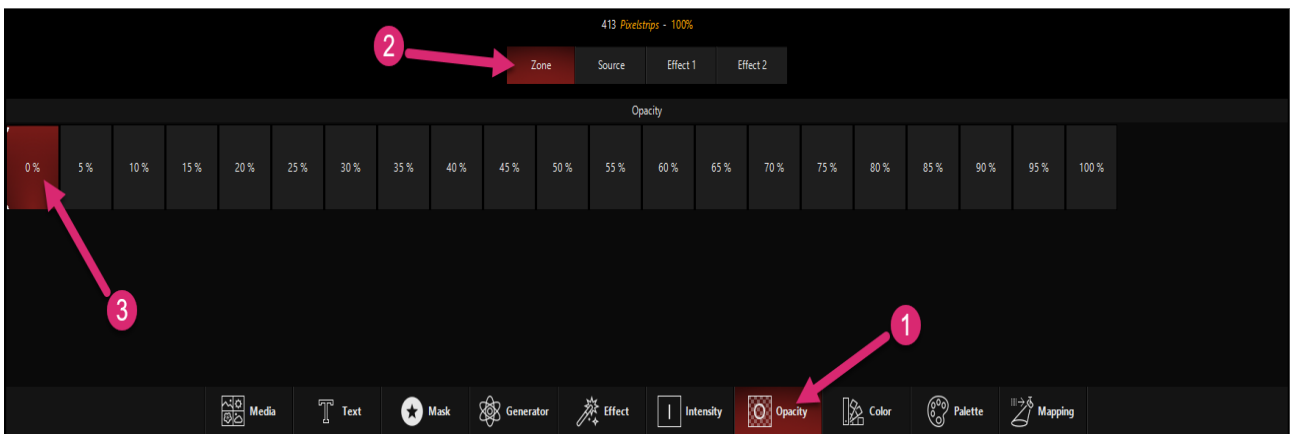 413 Pixelstrips - 100%
2
Zone Source Effect 1 Effect 2
Opacity
0 % 5 % 10 % 15 % 20 % 25 % 30 % 35 % 40 % 45 % 50 % 55 % 60 % 65 % 70 % 75 % 80 % 85 % 90 % 95 % 100 %
3
1
Media Text Mask Generator Effect Intensity Opacity Color Palette Mapping